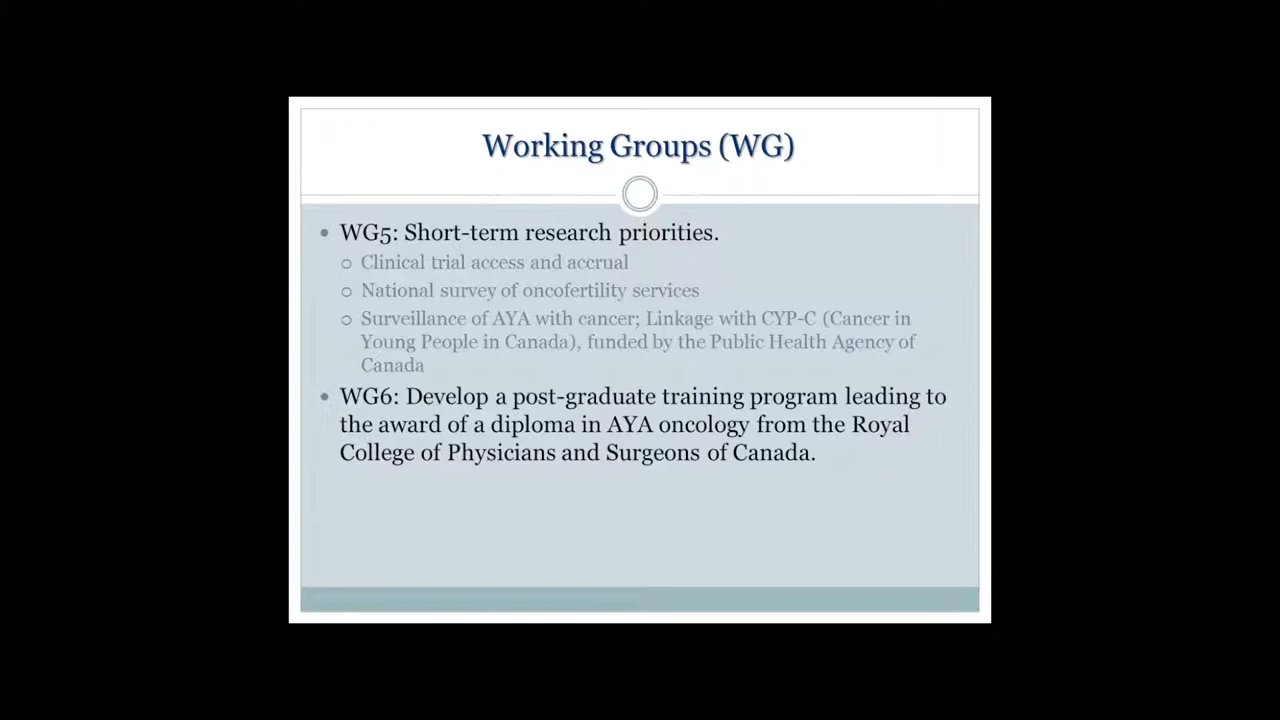 Working Groups (WG)
WG5: Short-term research priorities.
Clinical trial access and accrual
National survey of oncofertility services
Surveillance of AYA with cancer; Linkage with CYP-C (Cancer in
Young People in Canada), funded by the Public Health Agency of
Canada
WG6: Develop a post-graduate training program leading to
the award of a diploma in AYA oncology from the Royal
College of Physicians and Surgeons of Canada.